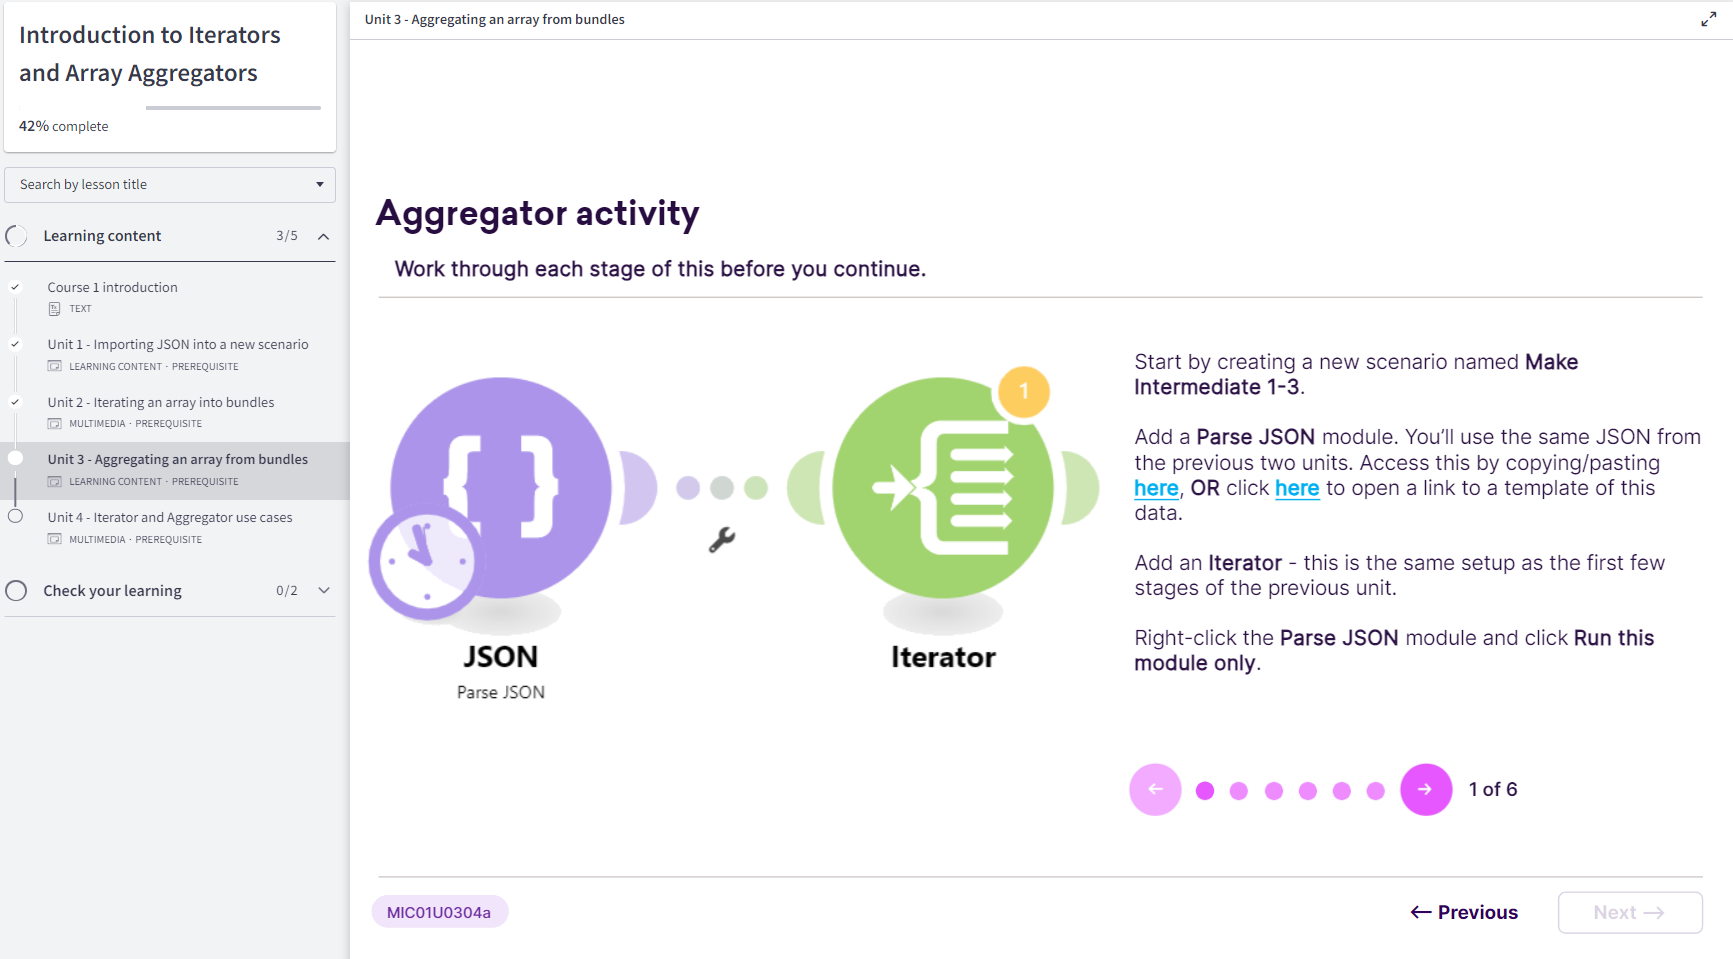 Introduction to Iterators
and Array Aggregators
42% complete
Search by lesson title
Learning content
3/5
Course 1 introduction
TEXT
Unit 1 - Importing JSON into a new scenario
LEARNING CONTENT · PREREQUISITE
Unit 2 - Iterating an array into bundles
MULTIMEDIA · PREREQUISITE
Unit 3 - Aggregating an array from bundles
LEARNING CONTENT · PREREQUISITE
Unit 4 - Iterator and Aggregator use cases
MULTIMEDIA · PREREQUISITE
Check your learning
0/2
Unit 3 - Aggregating an array from bundles
Aggregator activity
Work through each stage of this before you continue.
1
JSON
Parse JSON
Iterator
Start by creating a new scenario named Make
Intermediate 1-3.
Add a Parse JSON module. You’ll use the same JSON from
the previous two units. Access this by copying/pasting
here, OR click here to open a link to a template of this
data.
Add an Iterator - this is the same setup as the first few
stages of the previous unit.
Right-click the Parse JSON module and click Run this
module only.
1 of 6
MIC01U0304a
← Previous
Next →